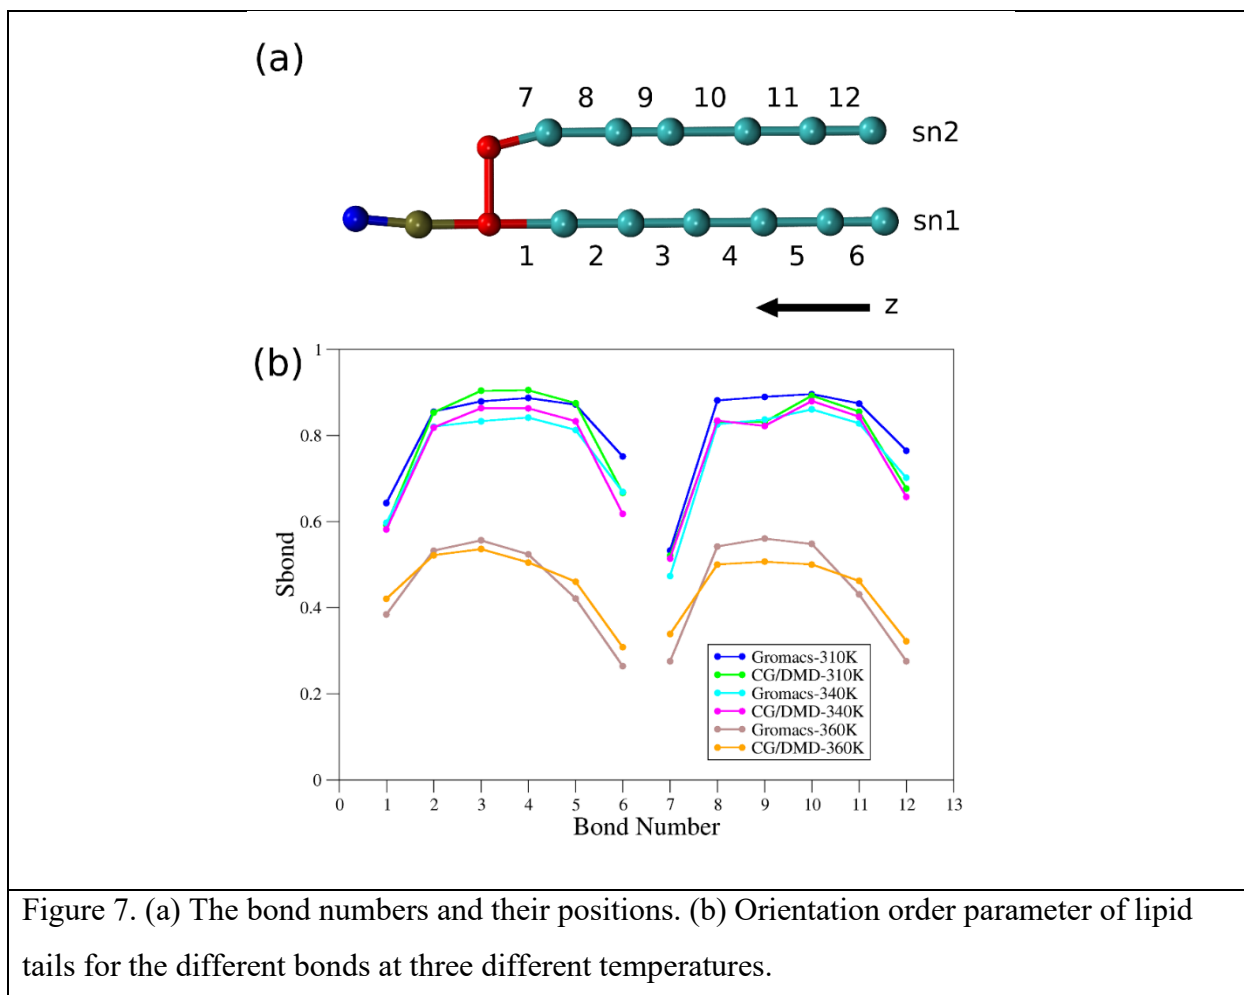 (a)
7 8 9 10 11 12
sn2
sn1
1 2 3 4 5 6
z
(b)
1
0.8
0.6
0.4
0.2
0
Sbond
Gromacs-310K
CG/DMD-310K
Gromacs-340K
CG/DMD-340K
Gromacs-360K
CG/DMD-360K
0 1 2 3 4 5 6 7 8 9 10 11 12 13
Bond Number
Figure 7. (a) The bond numbers and their positions. (b) Orientation order parameter of lipid
tails for the different bonds at three different temperatures.